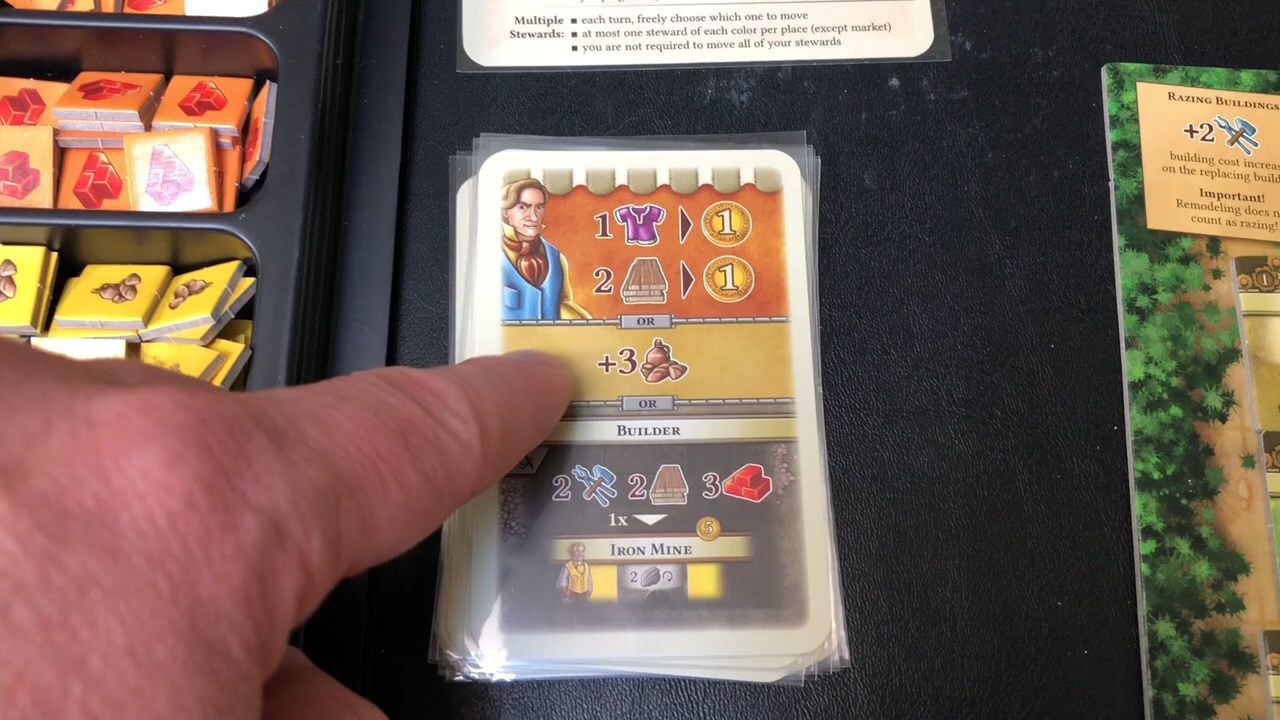 Multiple ▪ each turn, freely choose which one to move
Stewards: ▪ at most one steward of each color per place (except market)
▪ you are not required to move all of your stewards
1 1
2 1
OR
+3
OR
BUILDER
2 2 3
1x
5
IRON MINE
2
RAZING BUILDINGS
+2
building cost
on the replacing
Important!
Remodeling does
count as razing!
1